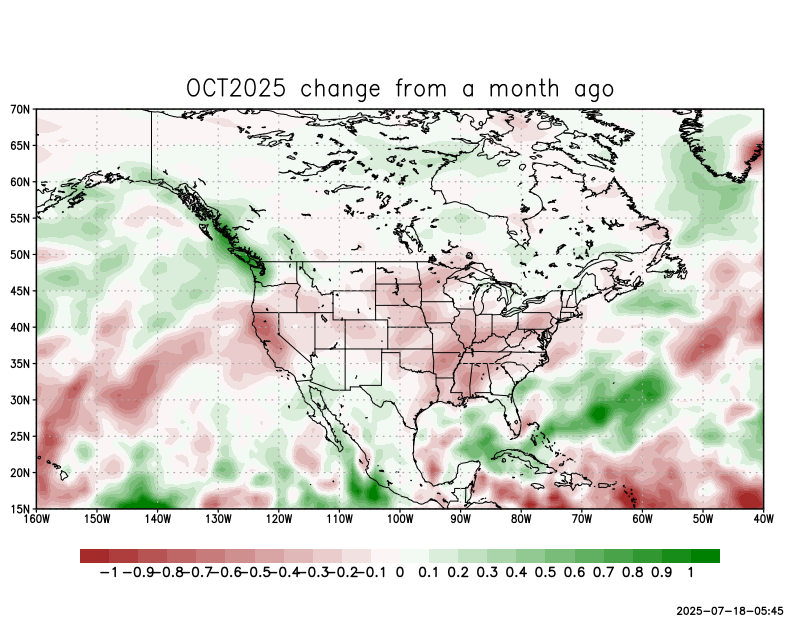 OCT2025 change from a month ago
70N
65N
60N
55N
50N
45N
40N
35N
30N
25N
20N
15N
160W 150W 140W 130W 120W 110W 100W 90W 80W 70W 60W 50W 40W
-1 -0.9 -0.8 -0.7 -0.6 -0.5 -0.4 -0.3 -0.2 -0.1 0 0.1 0.2 0.3 0.4 0.5 0.6 0.7 0.8 0.9 1
2025-07-18-05:45